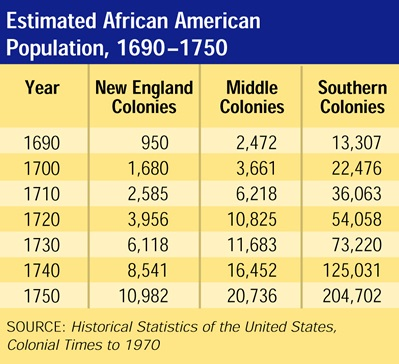 Estimated African American
Population, 1690–1750
Year New England Colonies Middle Colonies Southern Colonies
1690 950 2,472 13,307
1700 1,680 3,661 22,476
1710 2,585 6,218 36,063
1720 3,956 10,825 54,058
1730 6,118 11,683 73,220
1740 8,541 16,452 125,031
1750 10,982 20,736 204,702
SOURCE: Historical Statistics of the United States,
Colonial Times to 1970